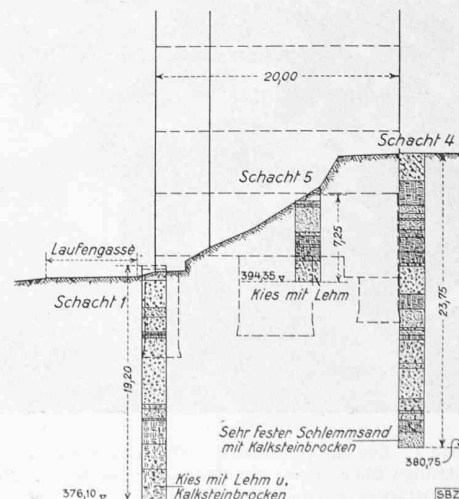 20,00
Schacht 4
Schacht 5
Laufengasse
7,25
394,35
Kies mit Lehm
Schacht 1
23,75
19,20
Sehr fester Schlemmsand
mit Kalksteinbrocken
380,75
Kies mit Lehm u.
Kalksteinbrocken
376,10
SBZ